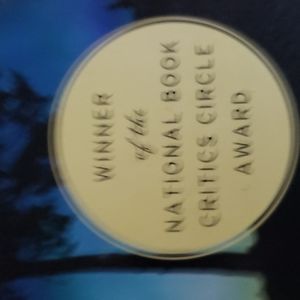 WINNER
of the
NATIONAL BOOK
CRITICS CIRCLE
AWARD